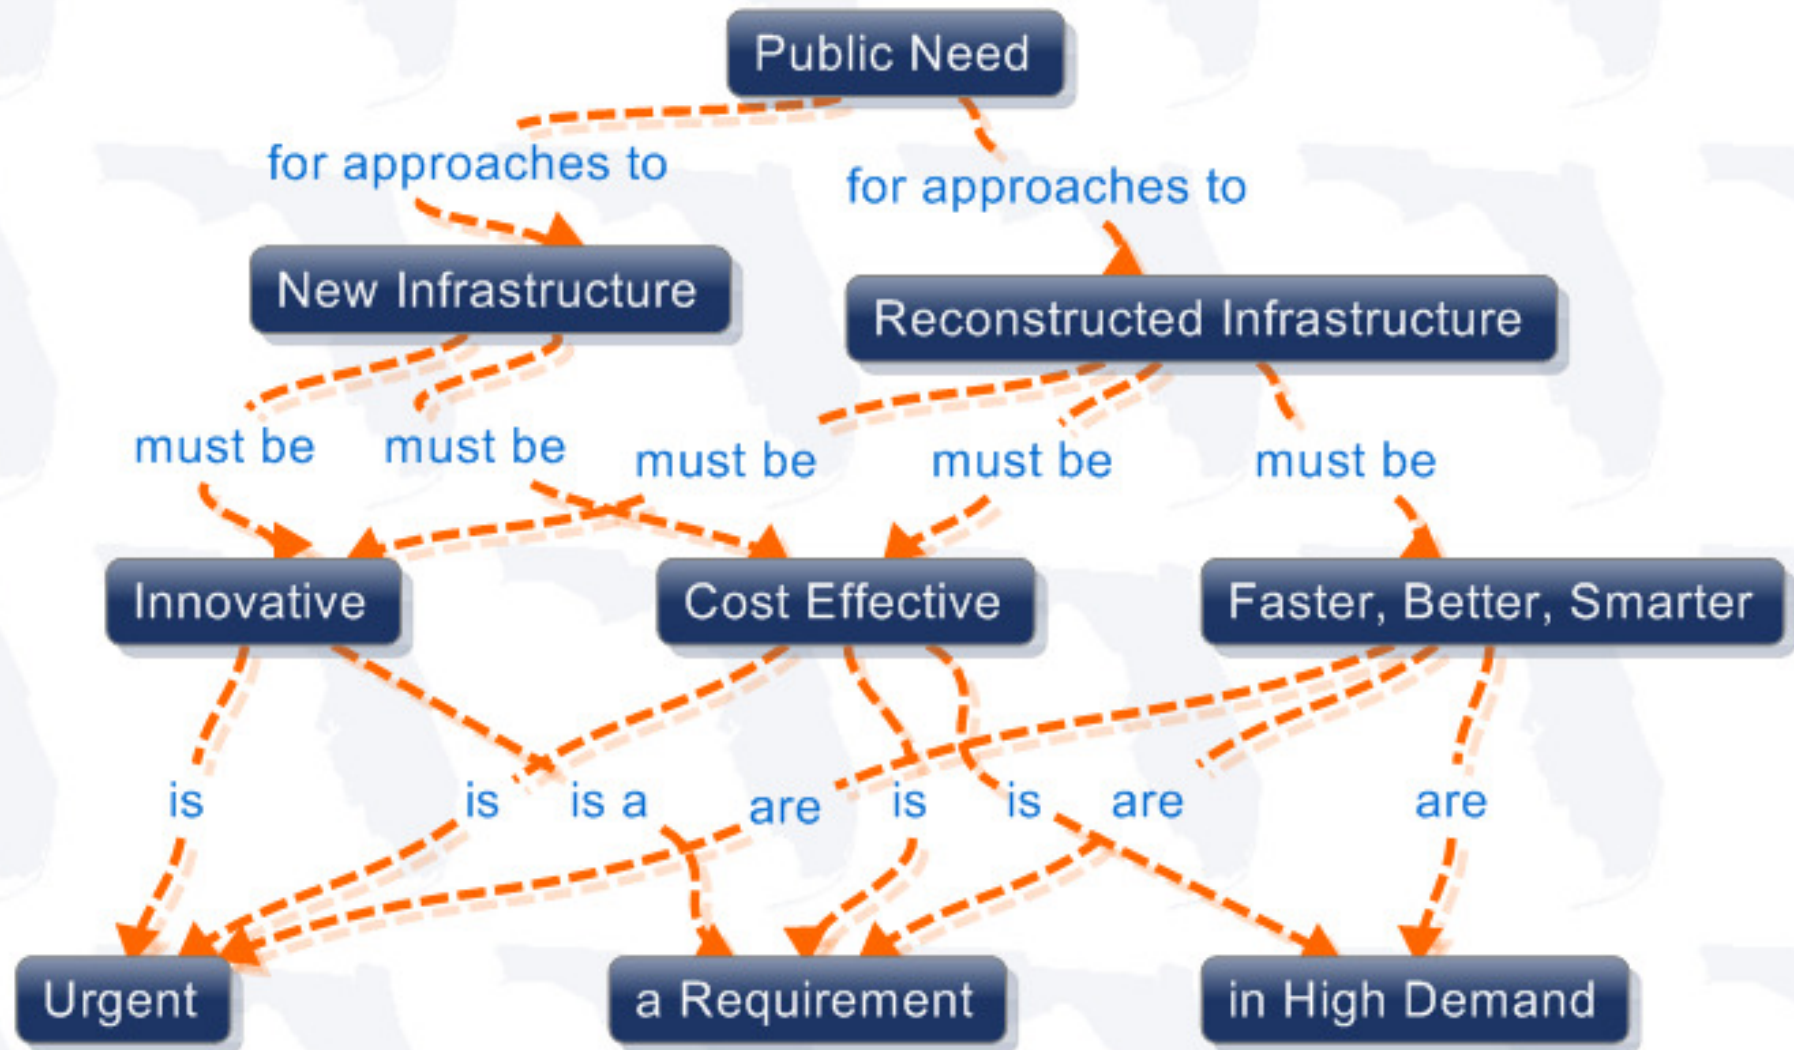 Public Need
for approaches to
for approaches to
New Infrastructure
Reconstructed Infrastructure
must be
must be
must be
must be
must be
Innovative
Cost Effective
Faster, Better, Smarter
is
is
is a
are
is
is
are
are
Urgent
a Requirement
in High Demand